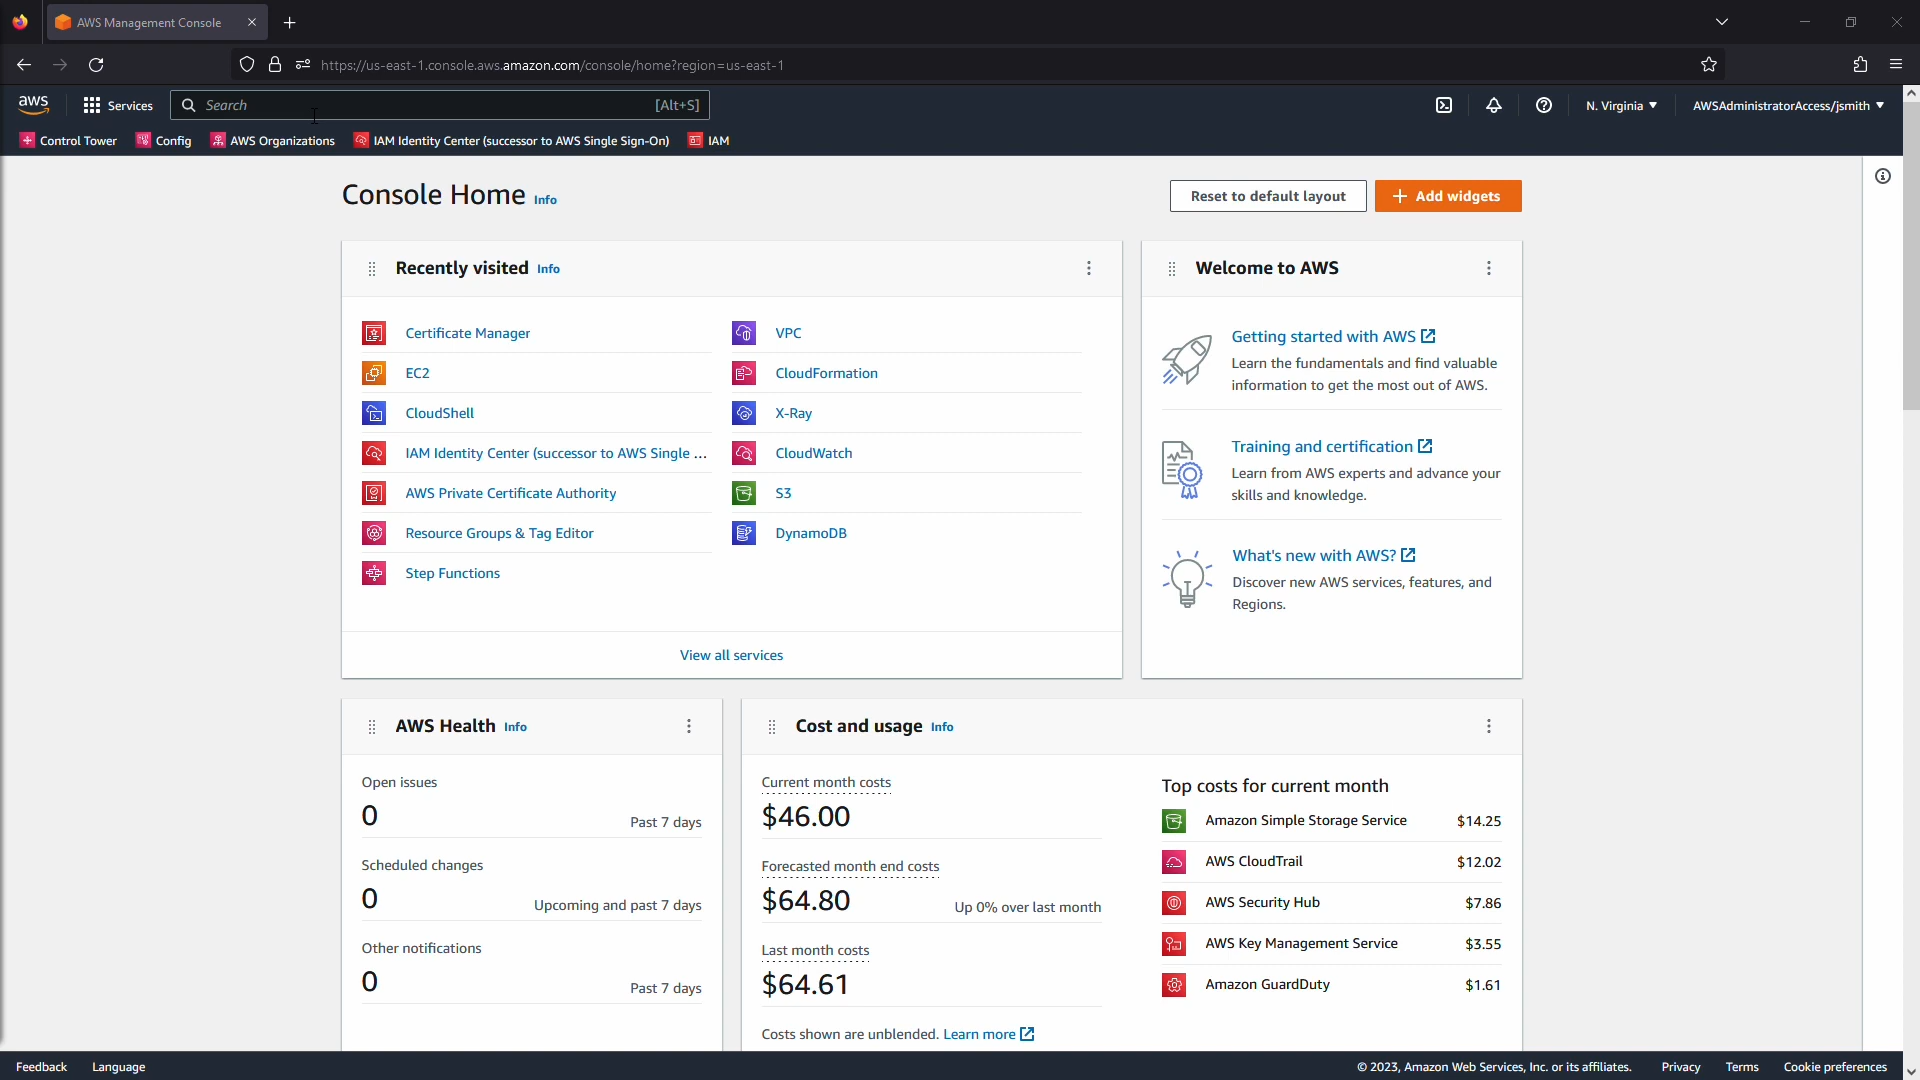 AWS Management Console
https://us-east-1.console.aws.amazon.com/console/home?region=us-east-1
aws
Services
Search
[Alt+S]
N. Virginia
AWSAdministratorAccess/jsmith
Control Tower
Config
AWS Organizations
IAM Identity Center (successor to AWS Single Sign-On)
IAM
Console Home Info
Reset to default layout
Add widgets
Recently visited Info
Certificate Manager
EC2
CloudShell
IAM Identity Center (successor to AWS Single ...
AWS Private Certificate Authority
Resource Groups & Tag Editor
Step Functions
VPC
CloudFormation
X-Ray
CloudWatch
S3
DynamoDB
View all services
Welcome to AWS
Getting started with AWS
Learn the fundamentals and find valuable
information to get the most out of AWS.
Training and certification
Learn from AWS experts and advance your
skills and knowledge.
What's new with AWS?
Discover new AWS services, features, and
Regions.
AWS Health Info
Open issues
0
Past 7 days
Scheduled changes
0
Upcoming and past 7 days
Other notifications
0
Past 7 days
Cost and usage Info
Current month costs
$46.00
Forecasted month end costs
$64.80
Up 0% over last month
Last month costs
$64.61
Costs shown are unblended. Learn more
Top costs for current month
Amazon Simple Storage Service $14.25
AWS CloudTrail $12.02
AWS Security Hub $7.86
AWS Key Management Service $3.55
Amazon GuardDuty $1.61
Feedback
Language
© 2023, Amazon Web Services, Inc. or its affiliates.
Privacy
Terms
Cookie preferences